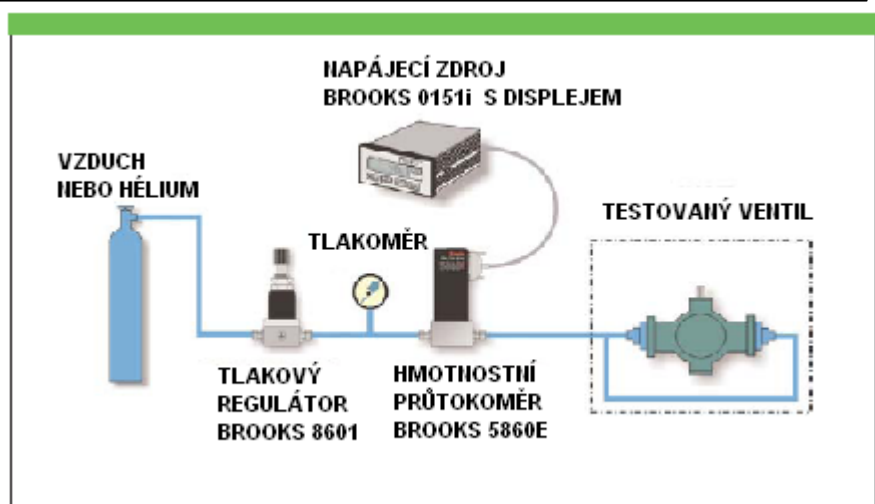 NAPÁJECÍ ZDROJ
BROOKS 0151i S DISPLEJEM
VZDUCH
NEBO HÉLIUM
TESTOVANÝ VENTIL
TLAKOMĚR
TLAKOVÝ
REGULÁTOR
BROOKS 8601
HMOTNOSTNÍ
PRŮTOKOMĚR
BROOKS 5860E